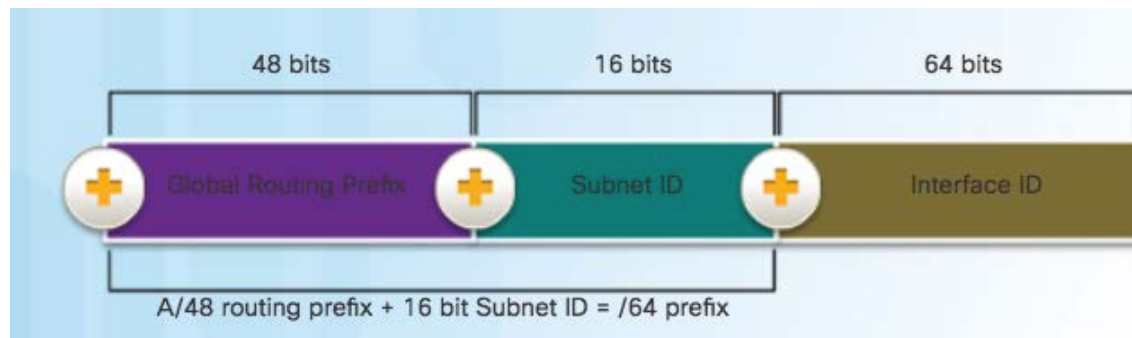 48 bits 16 bits 64 bits
Global Routing Prefix Subnet ID Interface ID
A/48 routing prefix + 16 bit Subnet ID = /64 prefix